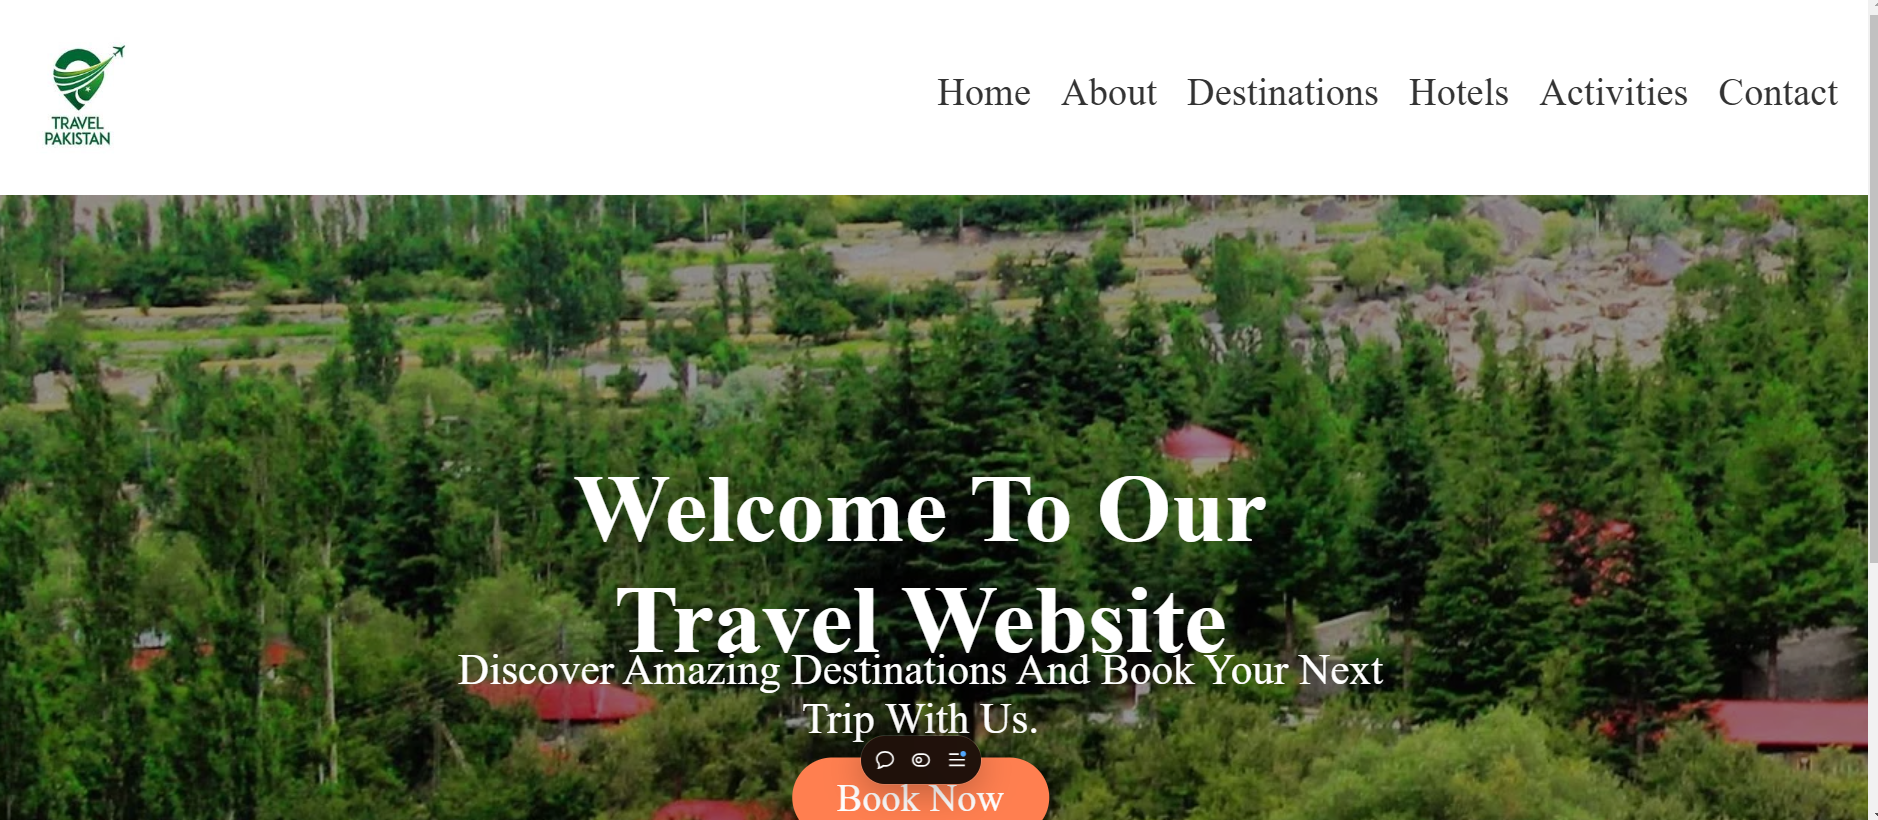 TRAVEL
PAKISTAN
Home About Destinations Hotels Activities Contact
Welcome To Our
Travel Website
Discover Amazing Destinations And Book Your Next
Trip With Us.
Book Now